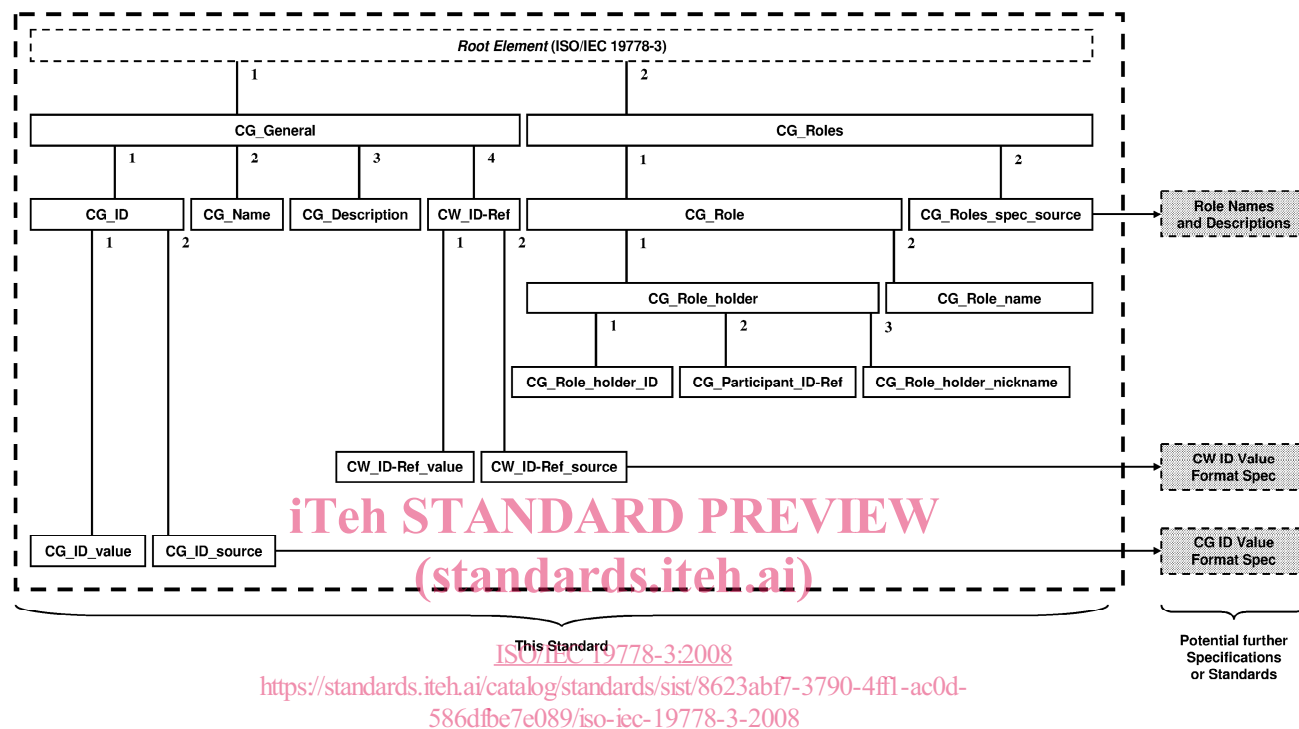 Root Element (ISO/IEC 19778-3)
1
2
CG_General
CG_Roles
1
2
3
4
1
2
CG_ID
CG_Name
CG_Description
CW_ID-Ref
CG_Role
CG_Roles_spec_source
Role Names
and Descriptions
1
2
1
2
1
2
CG_Role_holder
CG_Role_name
1
2
3
CG_Role_holder_ID
CG_Participant_ID-Ref
CG_Role_holder_nickname
CW_ID-Ref_value
CW_ID-Ref_source
CW ID Value
Format Spec
iTeh STANDARD PREVIEW
CG_ID_value
CG_ID_source
CG ID Value
Format Spec
(standards.iteh.ai)
This Standard
Potential further
Specifications
or Standards
ISO/IEC 19778-3:2008
https://standards.iteh.ai/catalog/standards/sist/8623abf7-3790-4ff1-ac0d-
586dfbe7e089/iso-iec-19778-3-2008